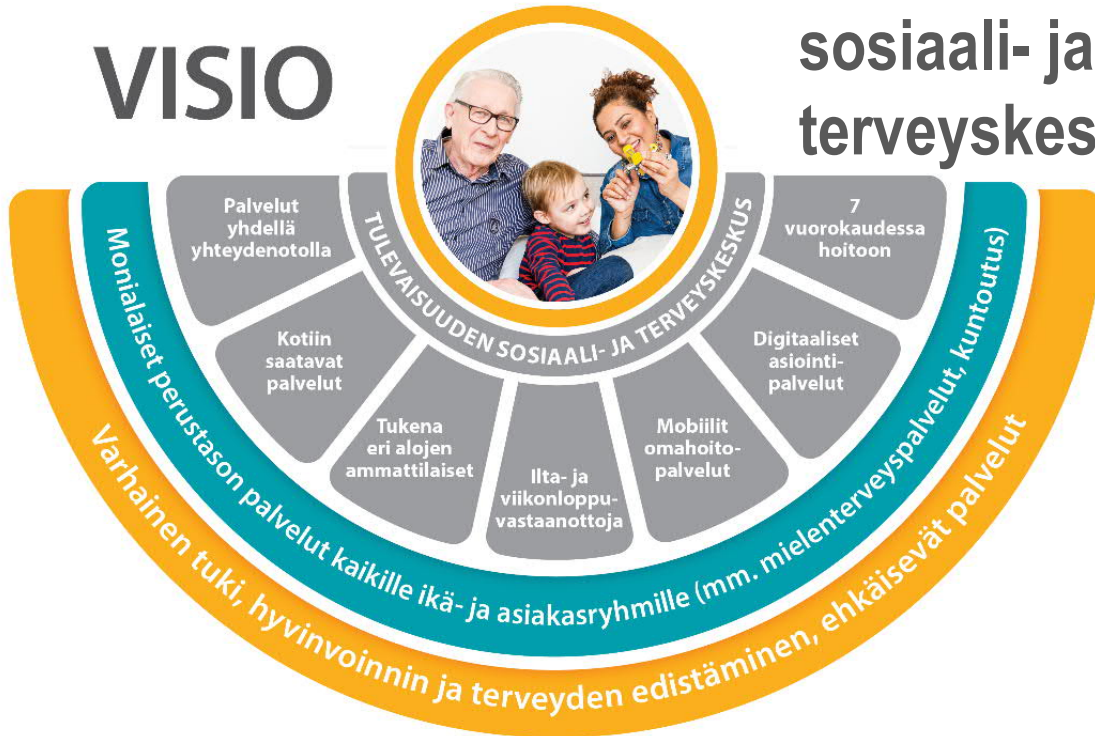 VISIO
sosiaali- ja
terveyskes
TULEVAISUUDEN SOSIAALI- JA TERVEYSKESKUS
Palvelut
yhdellä
yhteydenotolla
Kotiin
saatavat
palvelut
Tukena
eri alojen
ammattilaiset
Ilta- ja
viikonloppu-
vastaanottoja
Mobiilit
omahoito-
palvelut
Digitaaliset
asiointi-
palvelut
7
vuorokaudessa
hoitoon
Monialaiset perustason palvelut kaikille ikä- ja asiakasryhmille (mm. mielenterveyspalvelut, kuntoutus)
Varhainen tuki, hyvinvoinnin ja terveyden edistäminen, ehkäisevät palvelut